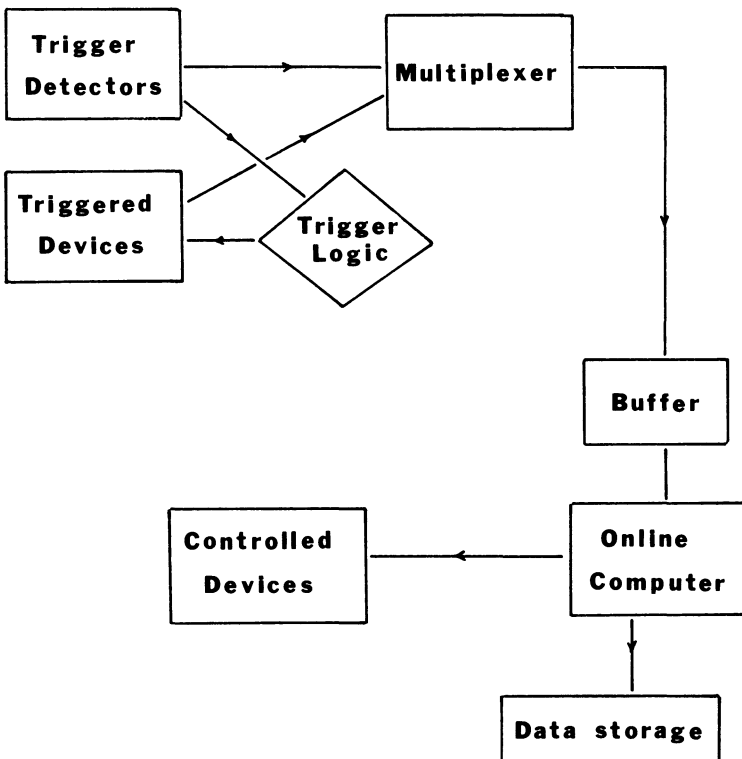 Trigger
Detectors
Multiplexer
Triggered
Devices
Trigger
Logic
Buffer
Controlled
Devices
Online
Computer
Data storage